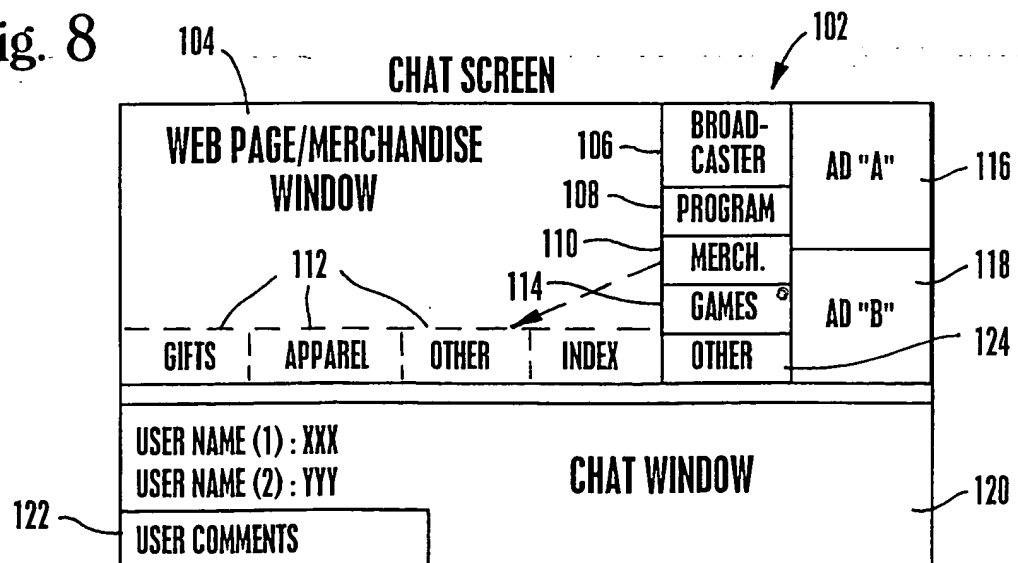 ig. 8
104
102
CHAT SCREEN
WEB PAGE/MERCHANDISE
WINDOW
106
BROAD-
CASTER
AD "A"
116
108
PROGRAM
110
MERCH.
118
112
114
GAMES
AD "B"
GIFTS
APPAREL
OTHER
INDEX
OTHER
124
USER NAME (1) : XXX
USER NAME (2) : YYY
CHAT WINDOW
120
122
USER COMMENTS